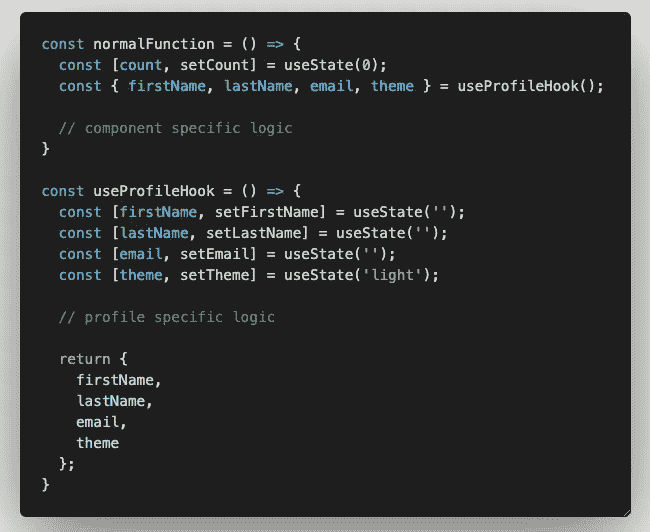 const normalFunction = () => {
  const [count, setCount] = useState(0);
  const { firstName, lastName, email, theme } = useProfileHook();

  // component specific logic
}

const useProfileHook = () => {
  const [firstName, setFirstName] = useState('');
  const [lastName, setLastName] = useState('');
  const [email, setEmail] = useState('');
  const [theme, setTheme] = useState('light');

  // profile specific logic

  return {
    firstName,
    lastName,
    email,
    theme
  };
}